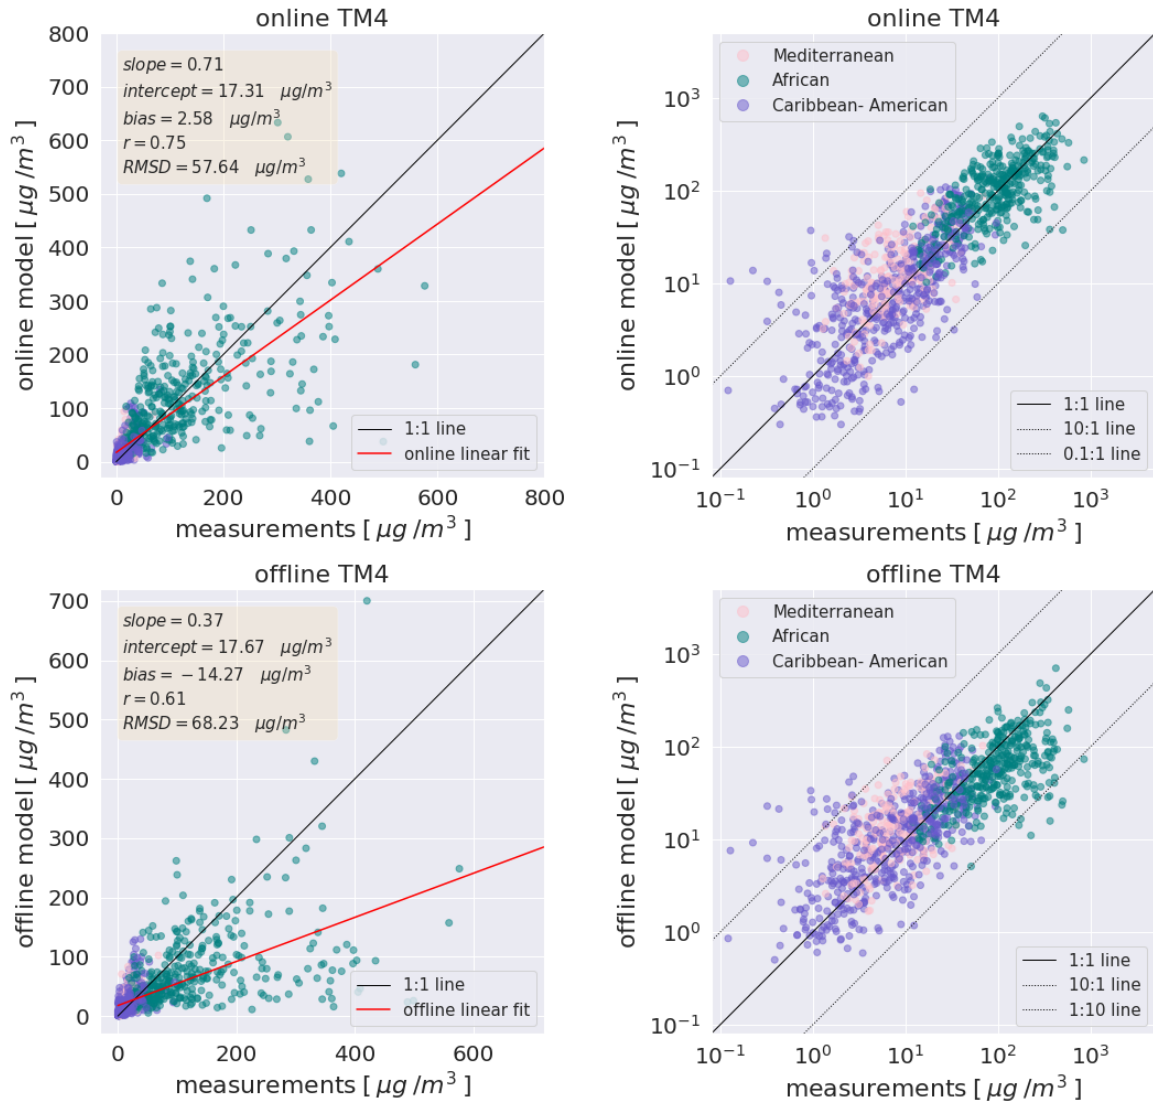 online TM4
800
700
600
500
400
300
200
100
0
online model [ μg /m³ ]
slope = 0.71
intercept = 17.31 μg/m³
bias = 2.58 μg/m³
r = 0.75
RMSD = 57.64 μg/m³
1:1 line
online linear fit
0 200 400 600 800
measurements [ μg /m³ ]
online TM4
10³
10²
10¹
10⁰
10⁻¹
online model [ μg /m³ ]
Mediterranean
African
Caribbean- American
1:1 line
10:1 line
0.1:1 line
10⁻¹ 10⁰ 10¹ 10² 10³
measurements [ μg /m³ ]
offline TM4
700
600
500
400
300
200
100
0
offline model [ μg /m³ ]
slope = 0.37
intercept = 17.67 μg/m³
bias = −14.27 μg/m³
r = 0.61
RMSD = 68.23 μg/m³
1:1 line
offline linear fit
0 200 400 600
measurements [ μg /m³ ]
offline TM4
10³
10²
10¹
10⁰
10⁻¹
offline model [ μg /m³ ]
Mediterranean
African
Caribbean- American
1:1 line
10:1 line
1:10 line
10⁻¹ 10⁰ 10¹ 10² 10³
measurements [ μg /m³ ]